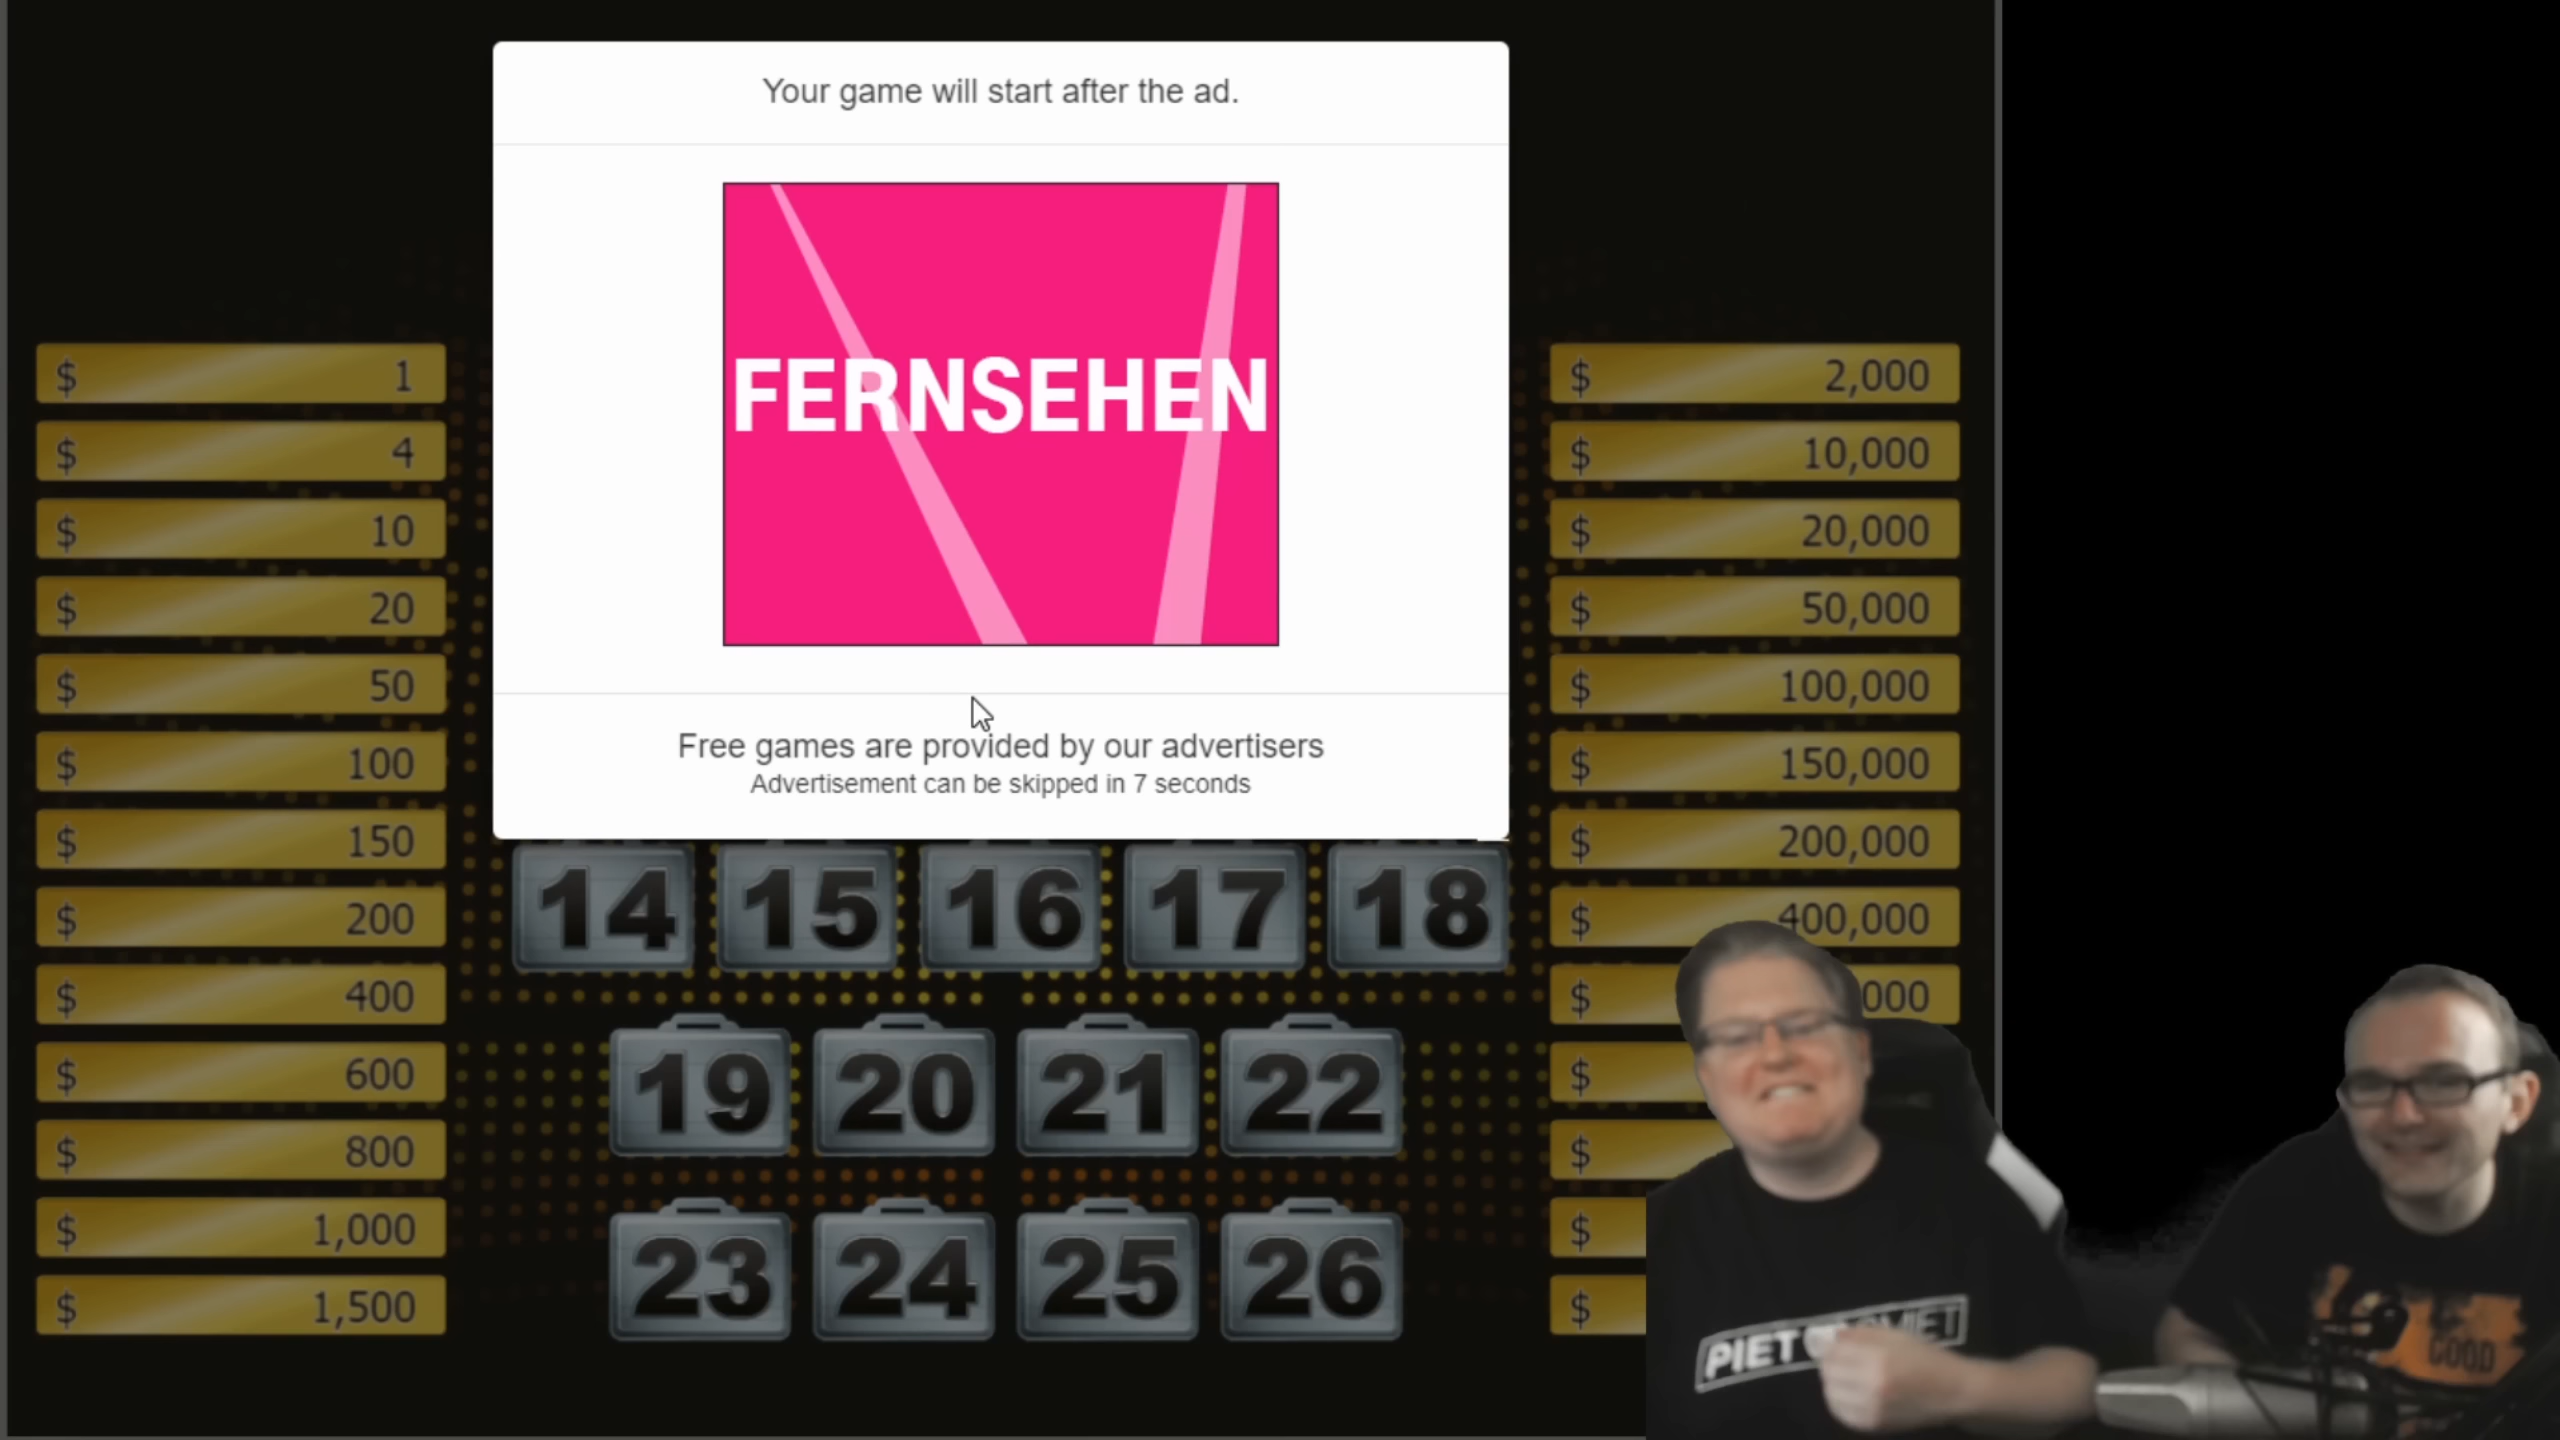 Your game will start after the ad.
FERNSEHEN
Free games are provided by our advertisers
Advertisement can be skipped in 7 seconds
$ 1
$ 4
$ 10
$ 20
$ 50
$ 100
$ 150
$ 200
$ 400
$ 600
$ 800
$ 1,000
$ 1,500
14 15 16 17 18
19 20 21 22
23 24 25 26
$ 2,000
$ 10,000
$ 20,000
$ 50,000
$ 100,000
$ 150,000
$ 200,000
$ 400,000
$ 000
$
$
$
$
PIET
GOOD